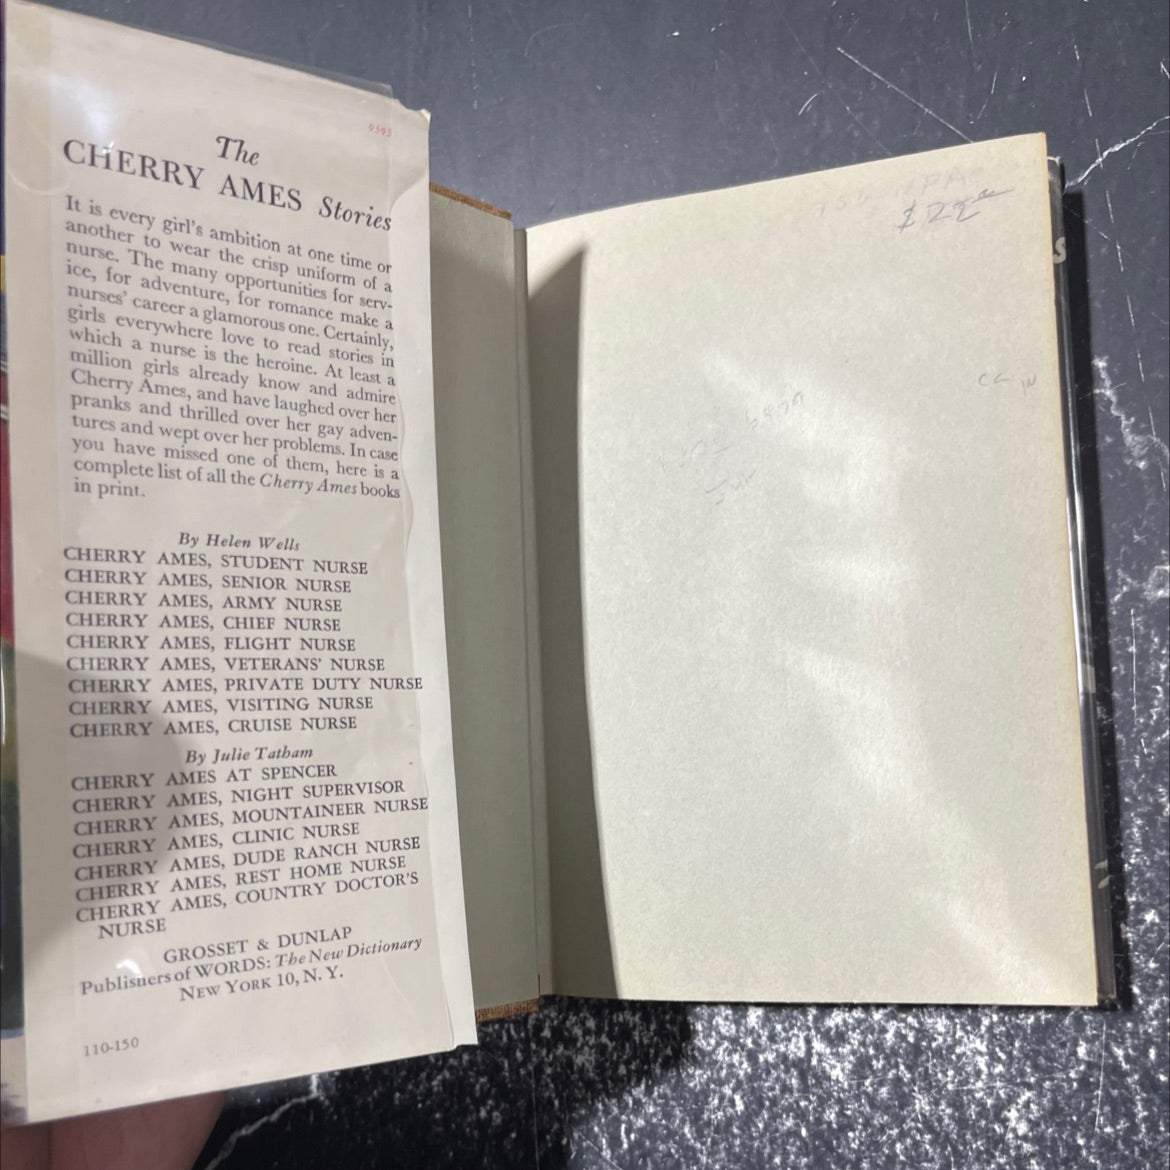 9393
The
CHERRY AMES Stories
It is every girl's ambition at one time or
another to wear the crisp uniform of a
nurse. The many opportunities for serv-
ice, for adventure, for romance make a
nurses' career a glamorous one. Certainly,
girls everywhere love to read stories in
which a nurse is the heroine. At least a
million girls already know and admire
Cherry Ames, and have laughed over her
pranks and thrilled over her gay adven-
tures and wept over her problems. In case
you have missed one of them, here is a
complete list of all the Cherry Ames books
in print.
By Helen Wells
CHERRY AMES, STUDENT NURSE
CHERRY AMES, SENIOR NURSE
CHERRY AMES, ARMY NURSE
CHERRY AMES, CHIEF NURSE
CHERRY AMES, FLIGHT NURSE
CHERRY AMES, VETERANS' NURSE
CHERRY AMES, PRIVATE DUTY NURSE
CHERRY AMES, VISITING NURSE
CHERRY AMES, CRUISE NURSE
By Julie Tatham
CHERRY AMES AT SPENCER
CHERRY AMES, NIGHT SUPERVISOR
CHERRY AMES, MOUNTAINEER NURSE
CHERRY AMES, CLINIC NURSE
CHERRY AMES, DUDE RANCH NURSE
CHERRY AMES, REST HOME NURSE
CHERRY AMES, COUNTRY DOCTOR'S
NURSE
GROSSET & DUNLAP
Publishers of WORDS: The New Dictionary
NEW YORK 10, N. Y.
110-150
$22.00